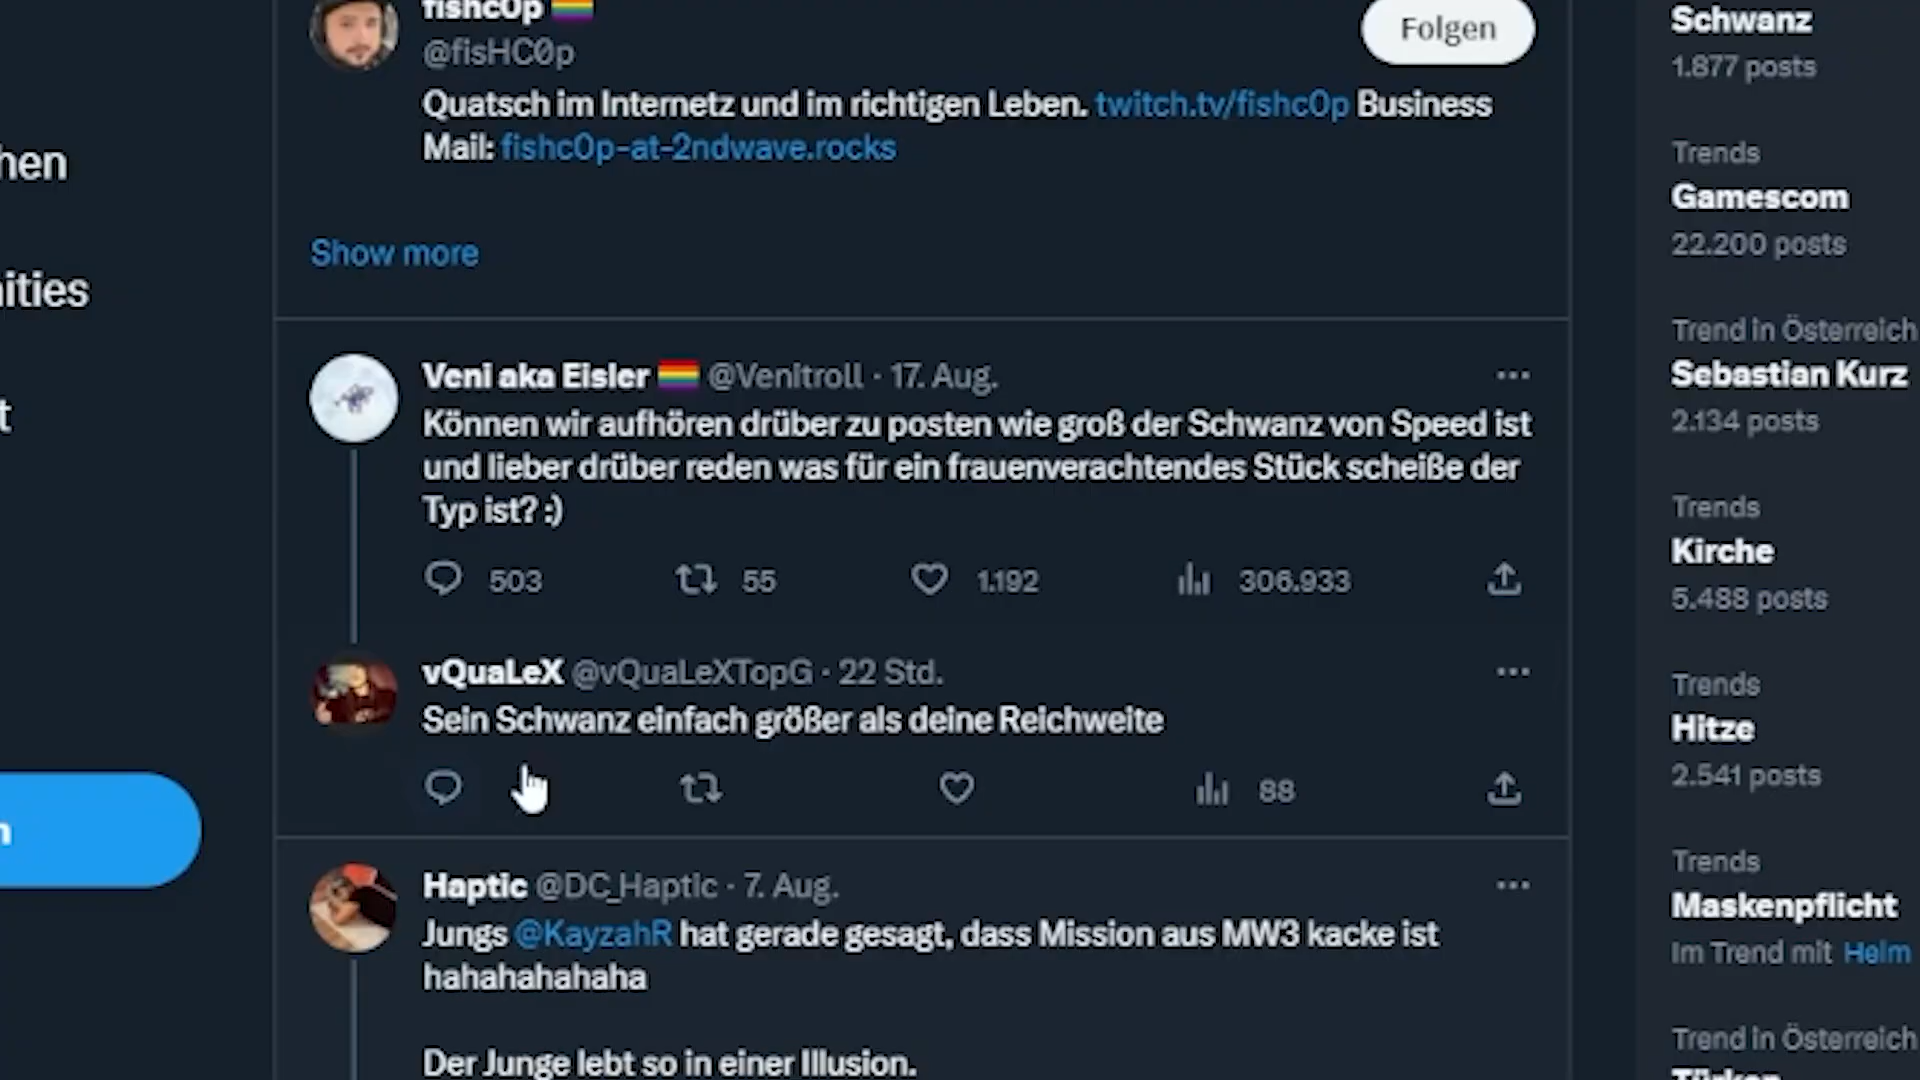 fishc0p
@fisHC0p
Folgen
Quatsch im Internetz und im richtigen Leben. twitch.tv/fishc0p Business
Mail: fishc0p-at-2ndwave.rocks
Show more
Veni aka Eisler @Venitroll · 17. Aug.
Können wir aufhören drüber zu posten wie groß der Schwanz von Speed ist
und lieber drüber reden was für ein frauenverachtendes Stück scheiße der
Typ ist? :)
503 55 1.192 306.933
vQuaLeX @vQuaLeXTopG · 22 Std.
Sein Schwanz einfach größer als deine Reichweite
88
Haptic @DC_Haptic · 7. Aug.
Jungs @KayzahR hat gerade gesagt, dass Mission aus MW3 kacke ist
hahahahahaha
Der Junge lebt so in einer Illusion.
Schwanz
1.877 posts
Trends
Gamescom
22.200 posts
Trend in Österreich
Sebastian Kurz
2.134 posts
Trends
Kirche
5.488 posts
Trends
Hitze
2.541 posts
Trends
Maskenpflicht
Im Trend mit Helm
Trend in Österreich